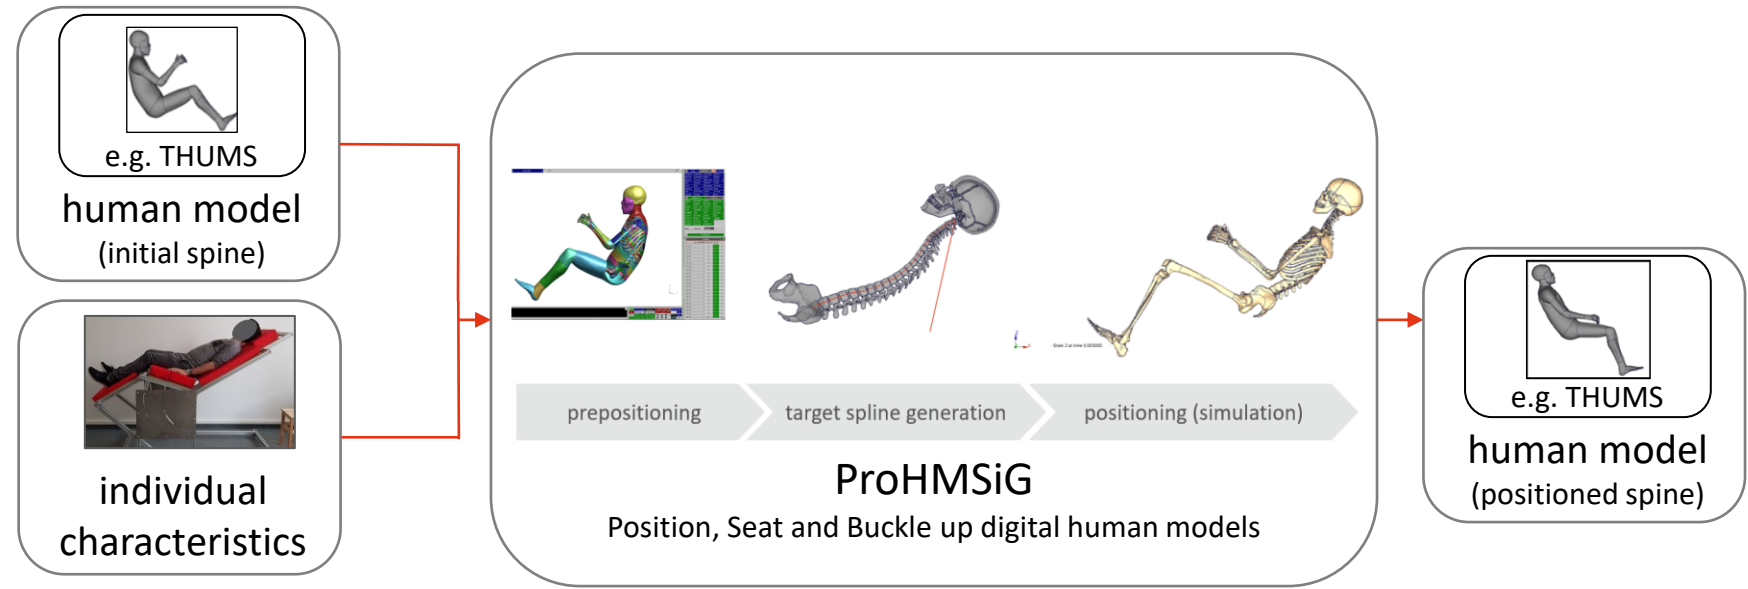 e.g. THUMS
human model
(initial spine)
individual
characteristics
prepositioning
target spline generation
positioning (simulation)
ProHMSiG
Position, Seat and Buckle up digital human models
e.g. THUMS
human model
(positioned spine)